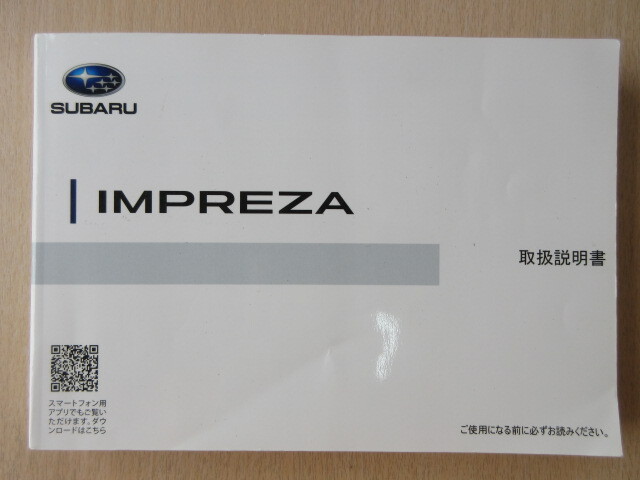 SUBARU
IMPREZA
取扱説明書
スマートフォン用
アプリでもご覧い
ただけます。ダウ
ンロードはこちら
ご使用になる前に必ずお読みください。